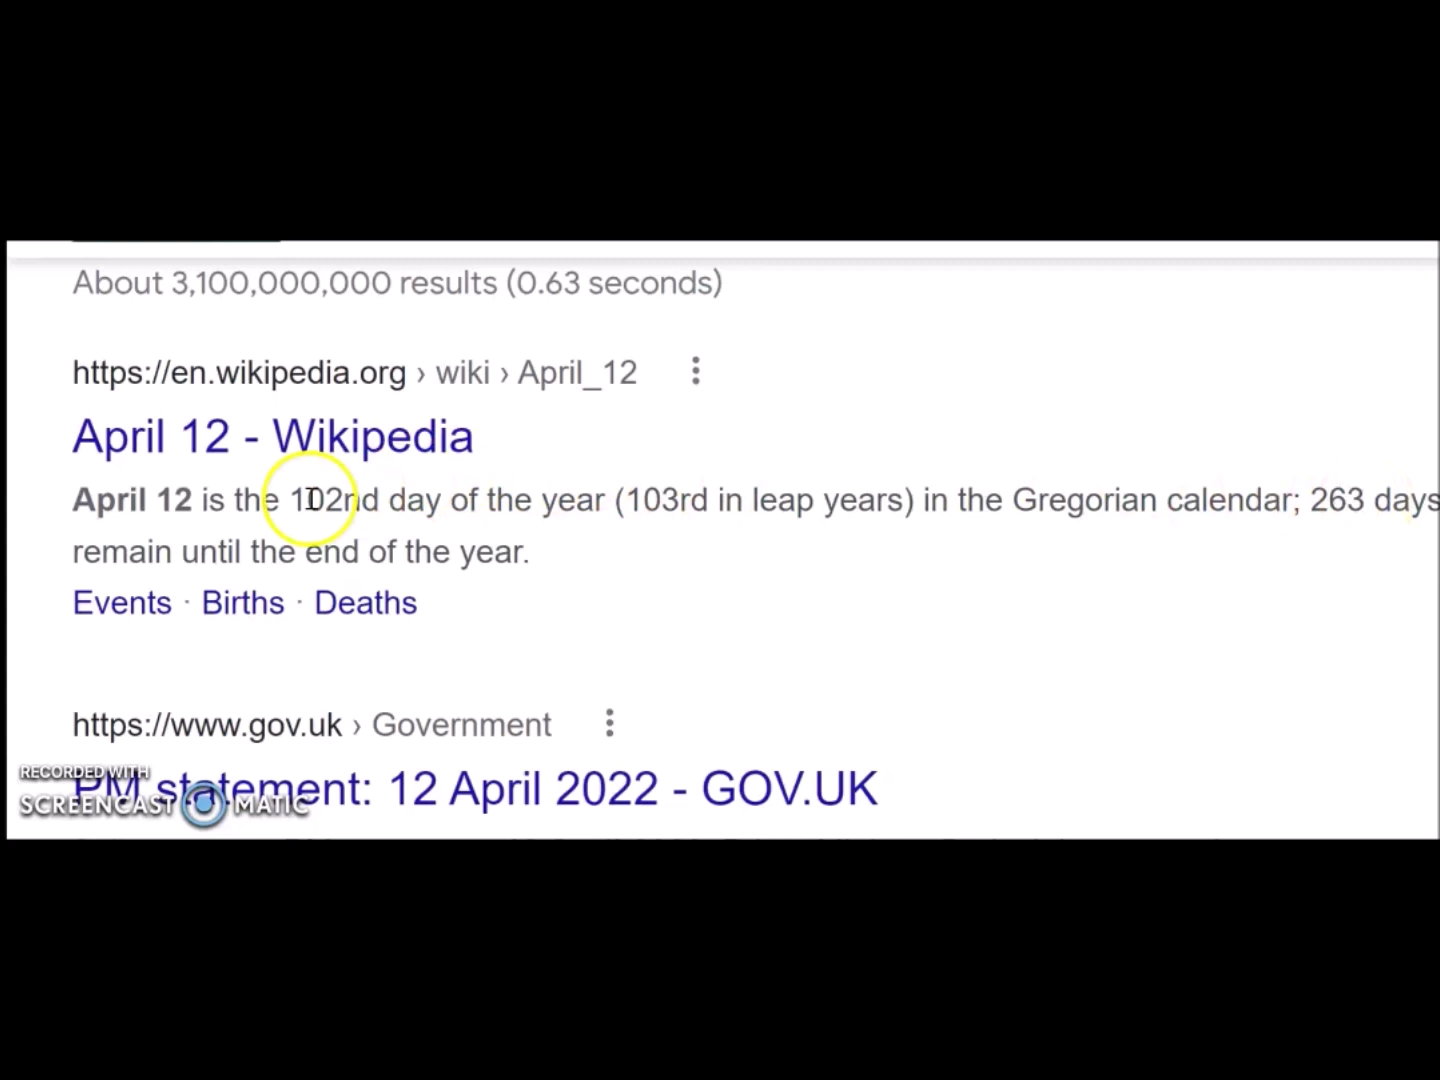 About 3,100,000,000 results (0.63 seconds)
https://en.wikipedia.org › wiki › April_12
April 12 - Wikipedia
April 12 is the 102nd day of the year (103rd in leap years) in the Gregorian calendar; 263 days
remain until the end of the year.
Events · Births · Deaths
https://www.gov.uk › Government
PM statement: 12 April 2022 - GOV.UK
RECORDED WITH
SCREENCAST MATIC